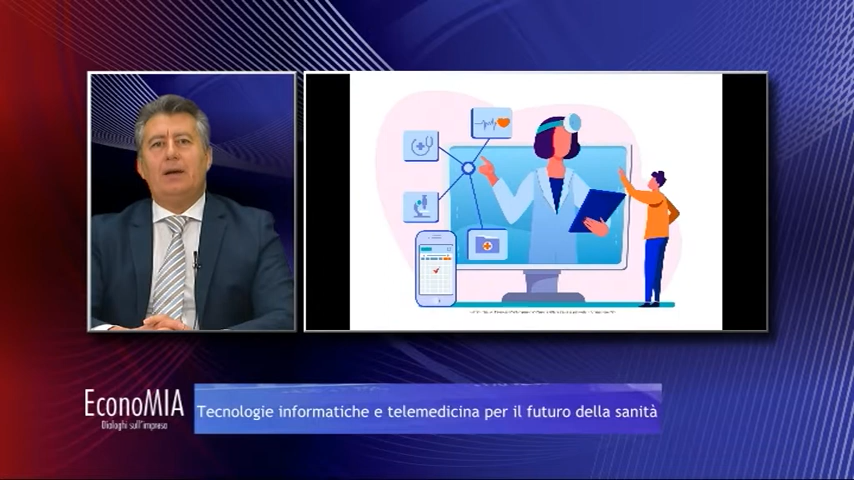 EconoMIA
Dialoghi sull'impresa
Tecnologie informatiche e telemedicina per il futuro della sanità